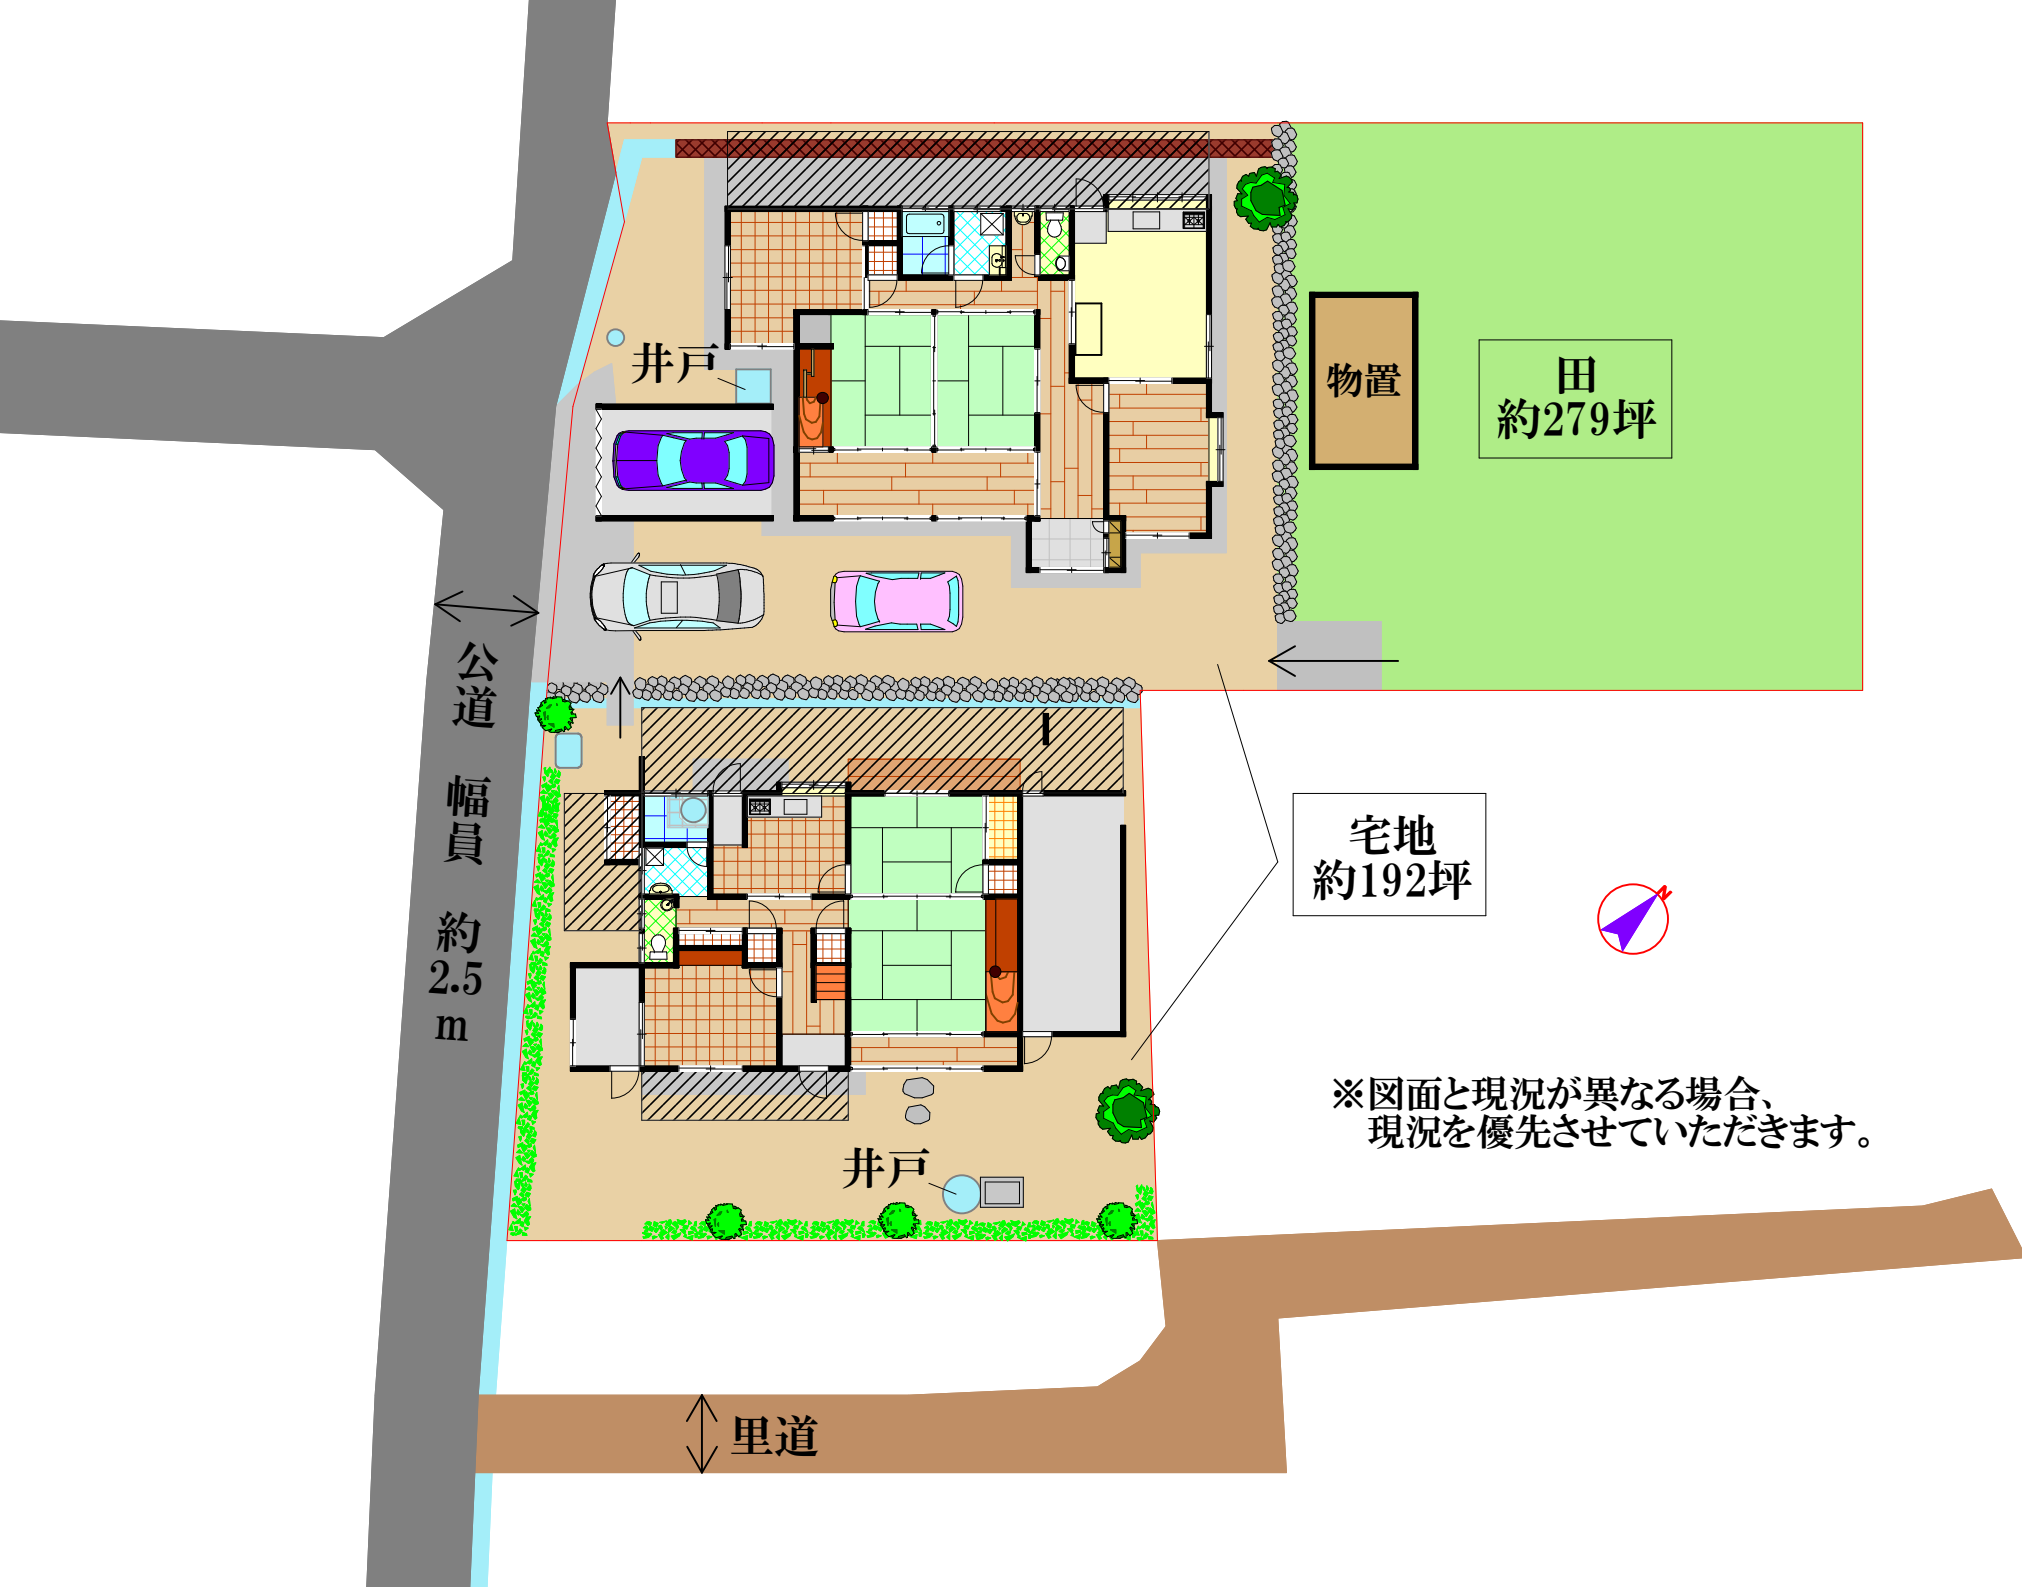 井戸
物置
田
約279坪
公道 幅員 約2.5m
宅地
約192坪
N
※図面と現況が異なる場合、
現況を優先させていただきます。
井戸
里道